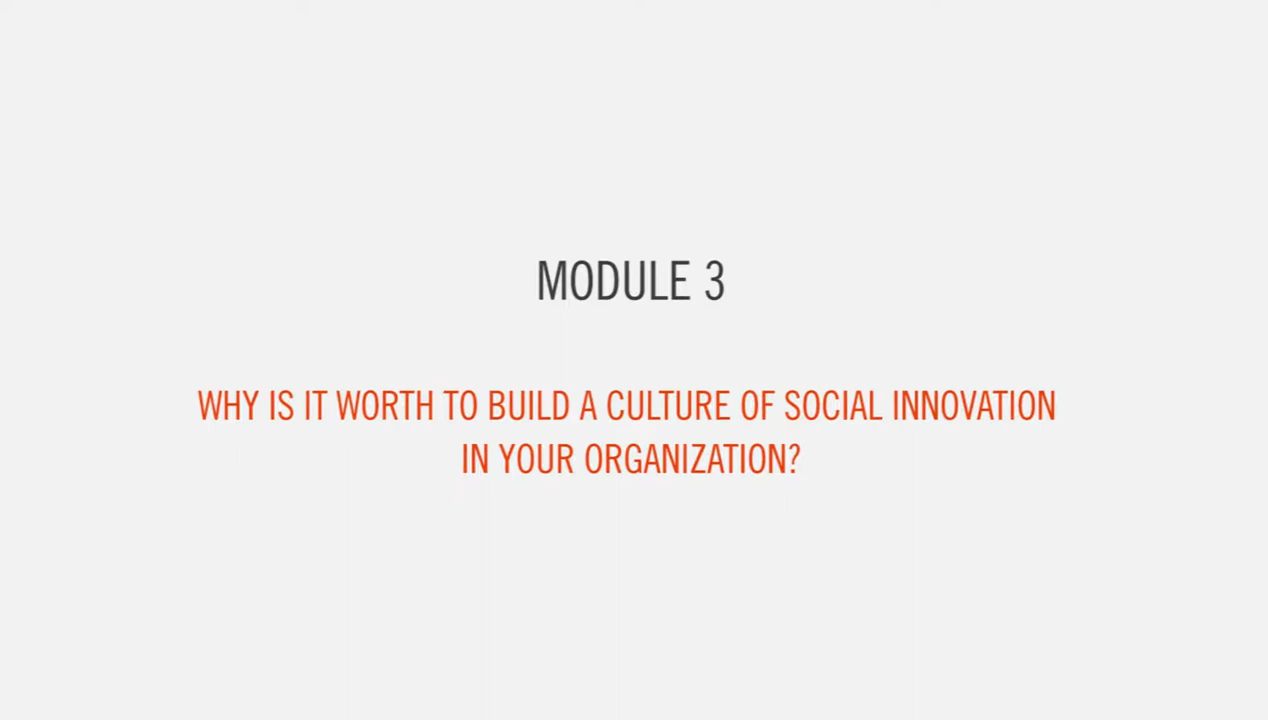 MODULE 3
WHY IS IT WORTH TO BUILD A CULTURE OF SOCIAL INNOVATION
IN YOUR ORGANIZATION?